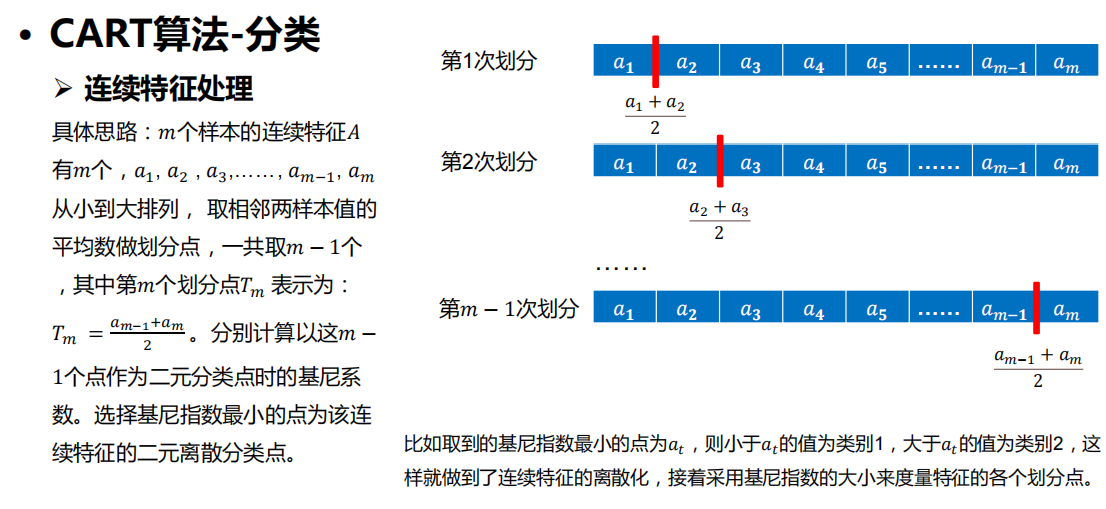 • CART算法-分类
➢ 连续特征处理
具体思路：m个样本的连续特征A
有m个，a₁, a₂ , a₃,……, aₘ₋₁, aₘ
从小到大排列， 取相邻两样本值的
平均数做划分点，一共取m − 1个
,其中第m个划分点Tₘ 表示为：
Tₘ = (aₘ₋₁+aₘ)/2 。分别计算以这m −
1个点作为二元分类点时的基尼系
数。选择基尼指数最小的点为该连
续特征的二元离散分类点。
第1次划分 a₁ a₂ a₃ a₄ a₅ …… aₘ₋₁ aₘ
(a₁ + a₂)/2
第2次划分 a₁ a₂ a₃ a₄ a₅ …… aₘ₋₁ aₘ
(a₂ + a₃)/2
……
第m − 1次划分 a₁ a₂ a₃ a₄ a₅ …… aₘ₋₁ aₘ
(aₘ₋₁ + aₘ)/2
比如取到的基尼指数最小的点为aₜ，则小于aₜ的值为类别1，大于aₜ的值为类别2，这
样就做到了连续特征的离散化，接着采用基尼指数的大小来度量特征的各个划分点。